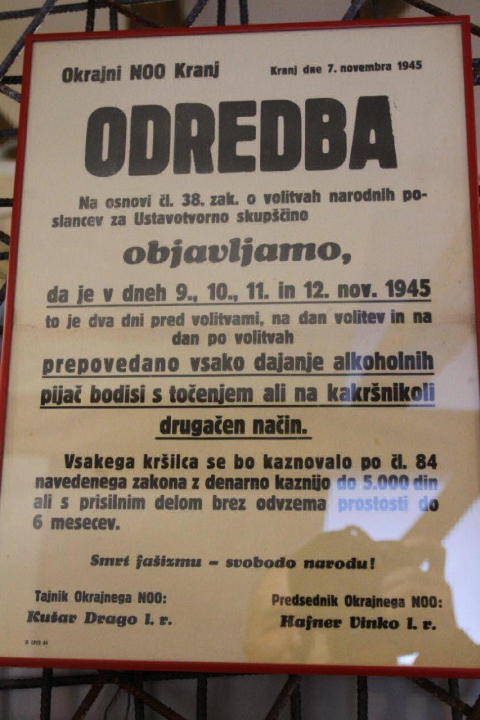 Okrajni NOO Kranj
Kranj dne 7. novembra 1945
ODREDBA
Na osnovi čl. 38. zak. o volitvah narodnih po-
slancev za Ustavotvorno skupščino
objavljamo,
da je v dneh 9., 10., 11. in 12. nov. 1945
to je dva dni pred volitvami, na dan volitev in na
dan po volitvah
prepovedano vsako dajanje alkoholnih
pijač bodisi s točenjem ali na kakršnikoli
drugačen način.
Vsakega kršilca se bo kaznovalo po čl. 84
navedenega zakona z denarno kaznijo do 5.000 din
ali s prisilnim delom brez odvzema prostosti do
6 mesecev.
Smrt fašizmu – svobodo narodu!
Tajnik Okrajnega NOO:
Predsednik Okrajnega NOO:
Kušar Drago l. r.
Hafner Vinko l. r.